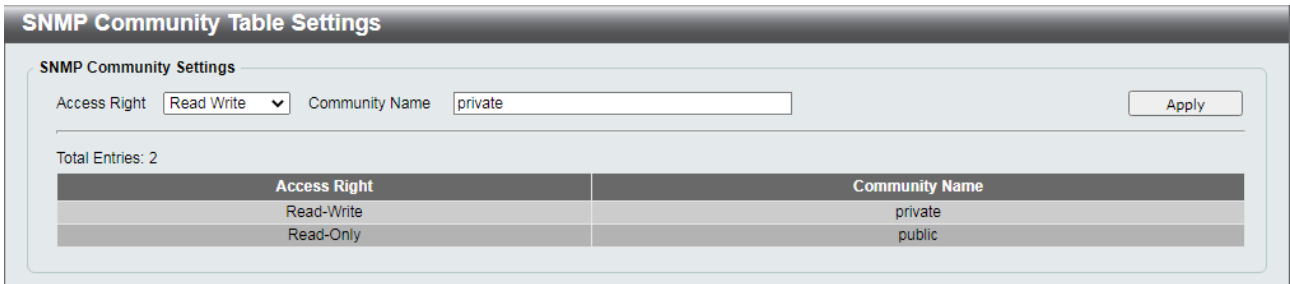 SNMP Community Table Settings
SNMP Community Settings
Access Right Read Write Community Name private Apply
Total Entries: 2
Access Right Community Name
Read-Write private
Read-Only public